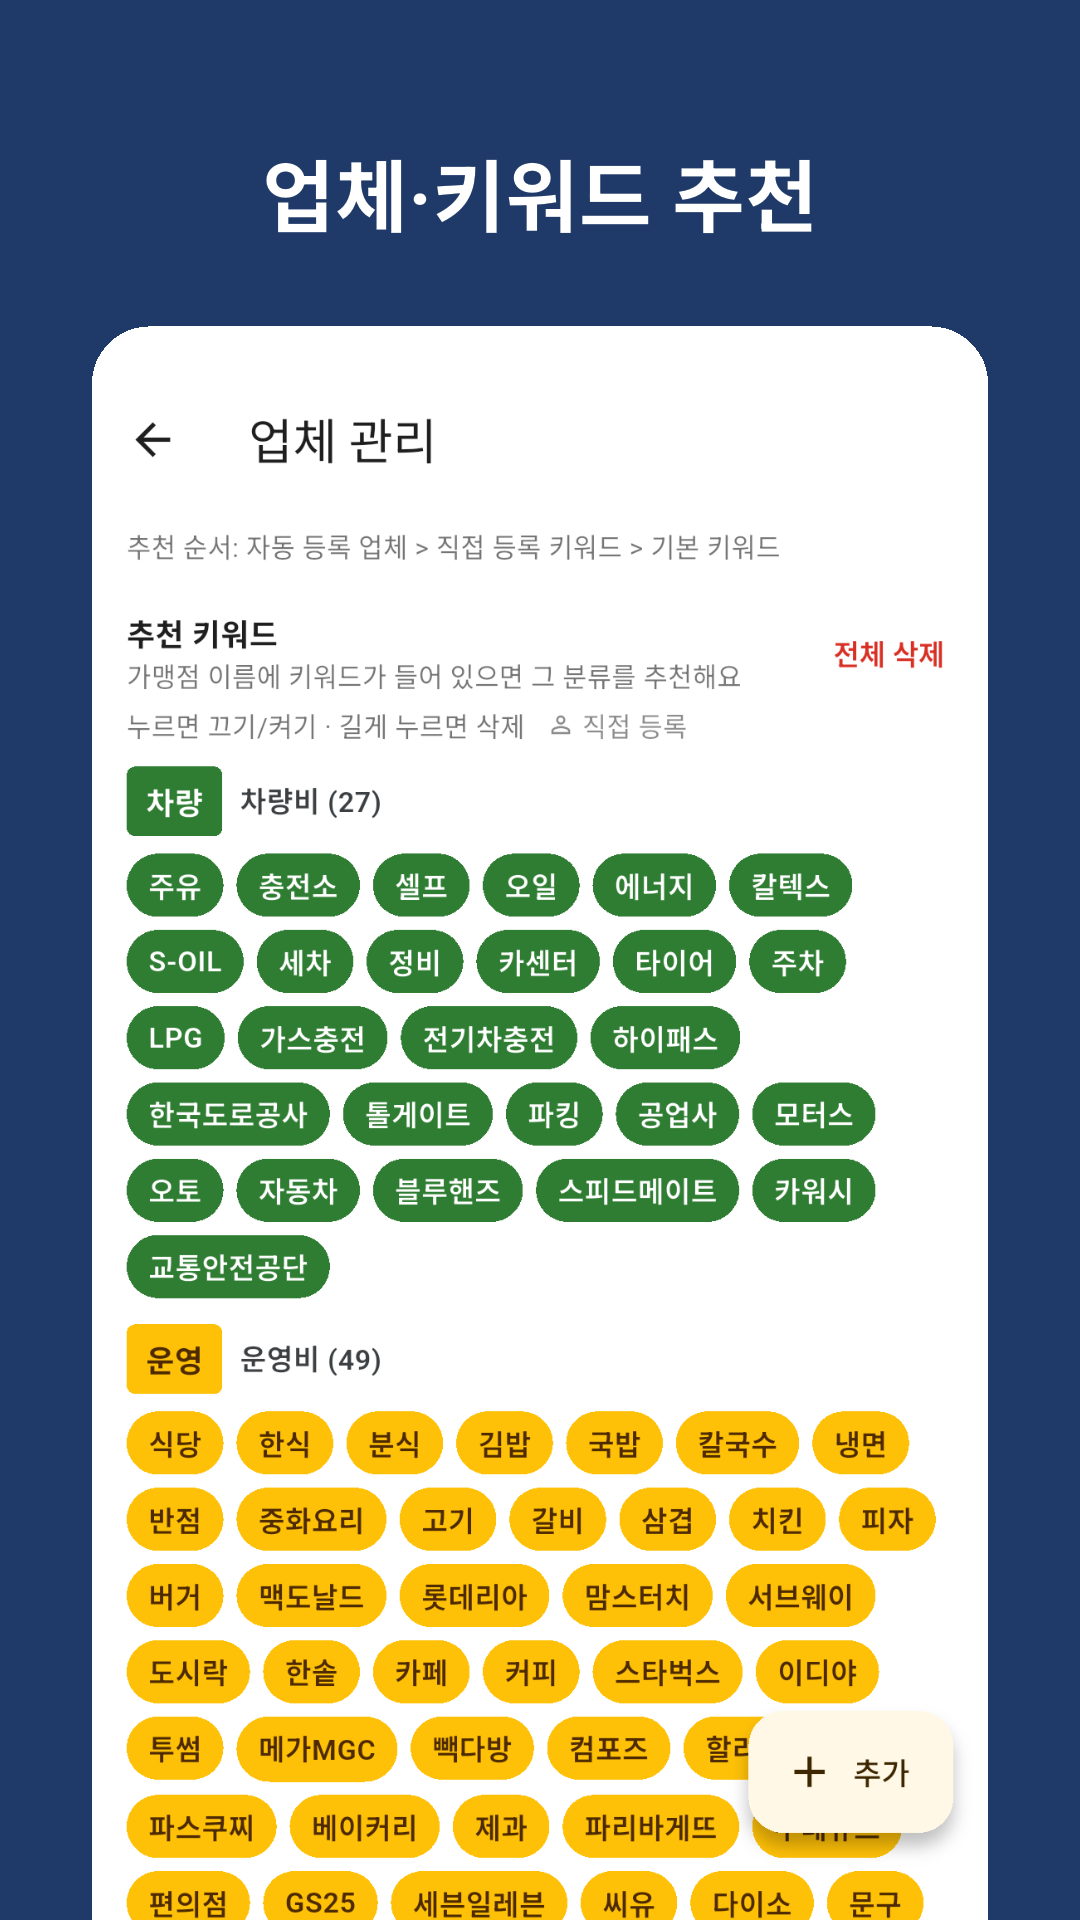 업체·키워드 추천
업체 관리
추천 순서: 자동 등록 업체 > 직접 등록 키워드 > 기본 키워드
추천 키워드
가맹점 이름에 키워드가 들어 있으면 그 분류를 추천해요
전체 삭제
누르면 끄기/켜기 · 길게 누르면 삭제 직접 등록
차량 차량비 (27)
주유 충전소 셀프 오일 에너지 칼텍스
S-OIL 세차 정비 카센터 타이어 주차
LPG 가스충전 전기차충전 하이패스
한국도로공사 톨게이트 파킹 공업사 모터스
오토 자동차 블루핸즈 스피드메이트 카워시
교통안전공단
운영 운영비 (49)
식당 한식 분식 김밥 국밥 칼국수 냉면
반점 중화요리 고기 갈비 삼겹 치킨 피자
버거 맥도날드 롯데리아 맘스터치 서브웨이
도시락 한솥 카페 커피 스타벅스 이디야
투썸 메가MGC 빽다방 컴포즈
추가
파스쿠찌 베이커리 제과 파리바게뜨
편의점 GS25 세븐일레븐 씨유 다이소 문구